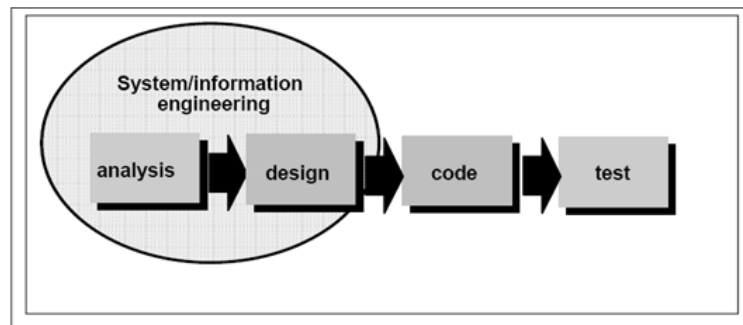 System/information
engineering
analysis
design
code
test